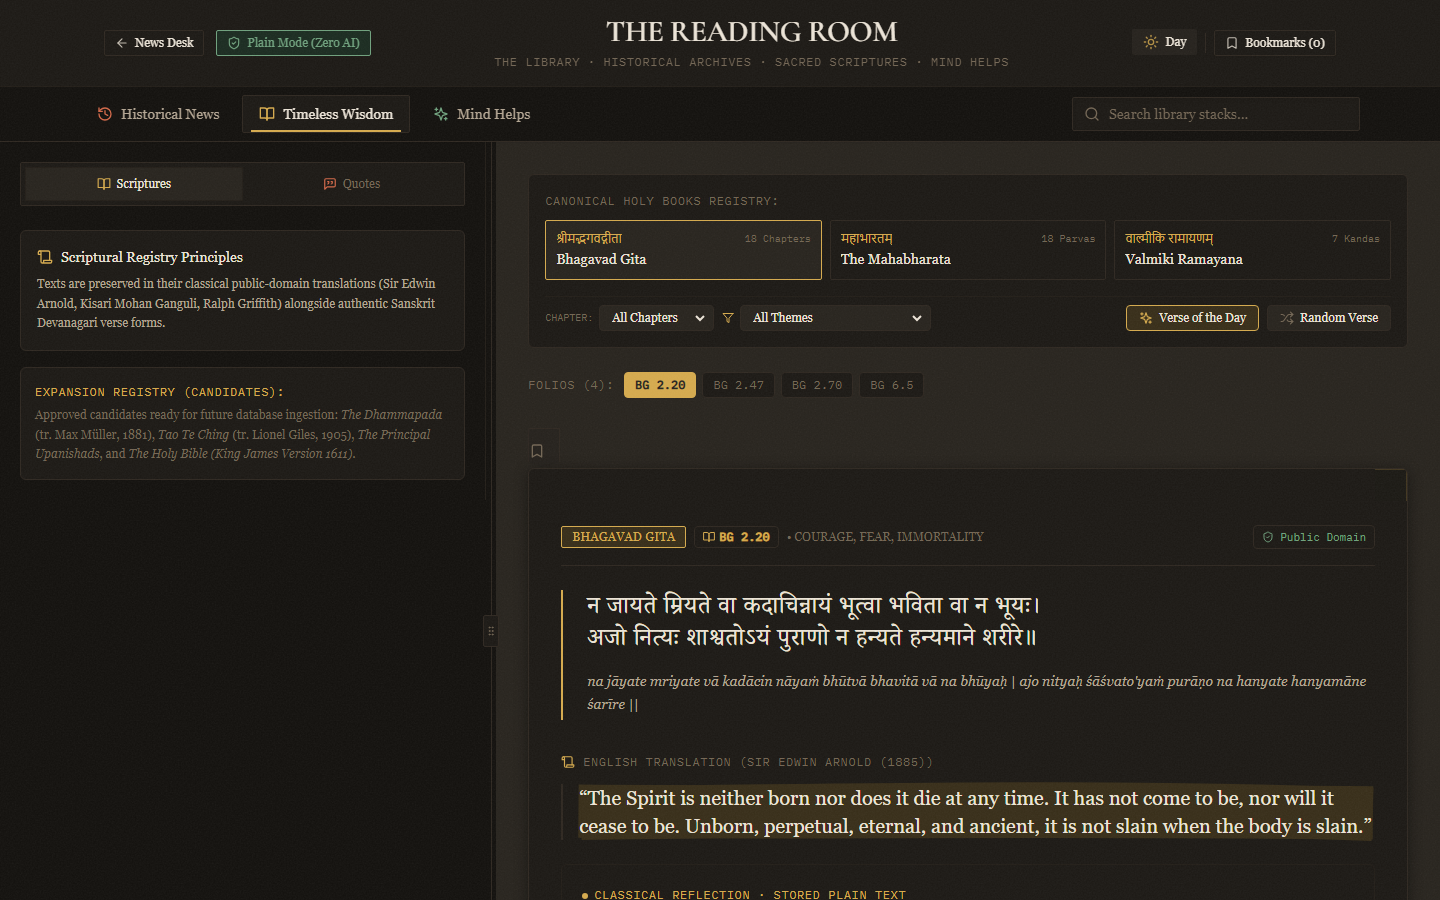 News Desk
Plain Mode (Zero AI)
THE READING ROOM
THE LIBRARY · HISTORICAL ARCHIVES · SACRED SCRIPTURES · MIND HELPS
Day
Bookmarks (0)
Historical News
Timeless Wisdom
Mind Helps
Search library stacks...
Scriptures
Quotes
Scriptural Registry Principles
Texts are preserved in their classical public-domain translations (Sir Edwin
Arnold, Kisari Mohan Ganguli, Ralph Griffith) alongside authentic Sanskrit
Devanagari verse forms.
EXPANSION REGISTRY (CANDIDATES):
Approved candidates ready for future database ingestion: The Dhammapada
(tr. Max Müller, 1881), Tao Te Ching (tr. Lionel Giles, 1905), The Principal
Upanishads, and The Holy Bible (King James Version 1611).
CANONICAL HOLY BOOKS REGISTRY:
श्रीमद्भगवद्गीता
18 Chapters
Bhagavad Gita
महाभारतम्
18 Parvas
The Mahabharata
वाल्मीकि रामायणम्
7 Kandas
Valmiki Ramayana
CHAPTER:
All Chapters
All Themes
Verse of the Day
Random Verse
FOLIOS (4):
BG 2.20
BG 2.47
BG 2.70
BG 6.5
BHAGAVAD GITA
BG 2.20
• COURAGE, FEAR, IMMORTALITY
Public Domain
न जायते म्रियते वा कदाचिन्नायं भूत्वा भविता वा न भूयः।
अजो नित्यः शाश्वतोऽयं पुराणो न हन्यते हन्यमाने शरीरे॥
na jāyate mriyate vā kadācin nāyaṁ bhūtvā bhavitā vā na bhūyaḥ | ajo nityaḥ śāśvato'yaṁ purāṇo na hanyate hanyamāne
śarīre ||
ENGLISH TRANSLATION (SIR EDWIN ARNOLD (1885))
“The Spirit is neither born nor does it die at any time. It has not come to be, nor will it
cease to be. Unborn, perpetual, eternal, and ancient, it is not slain when the body is slain.”
CLASSICAL REFLECTION · STORED PLAIN TEXT